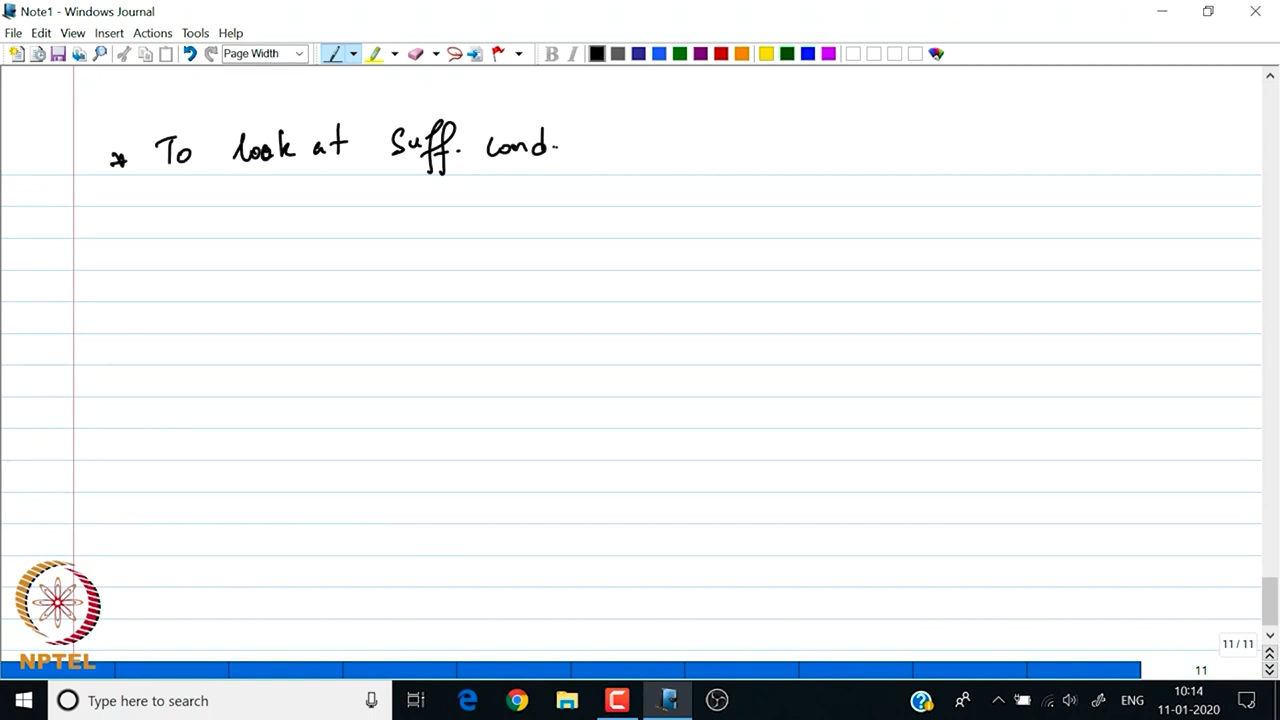 Note1 - Windows Journal
File Edit View Insert Actions Tools Help
Page Width
B I
* To look at Suff. cond.
NPTEL
11/11
11
Type here to search
ENG
10:14
11-01-2020